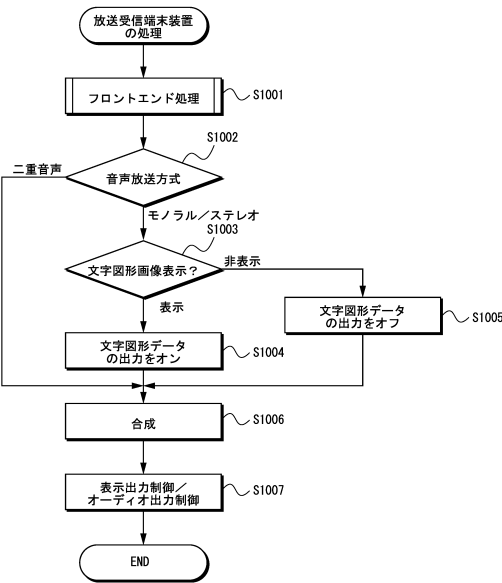 放送受信端末装置
の処理
フロントエンド処理
S1001
S1002
二重音声
音声放送方式
モノラル／ステレオ
S1003
非表示
文字図形画像表示？
表示
文字図形データ
の出力をオフ
S1005
文字図形データ
の出力をオン
S1004
合成
S1006
表示出力制御／
オーディオ出力制御
S1007
END